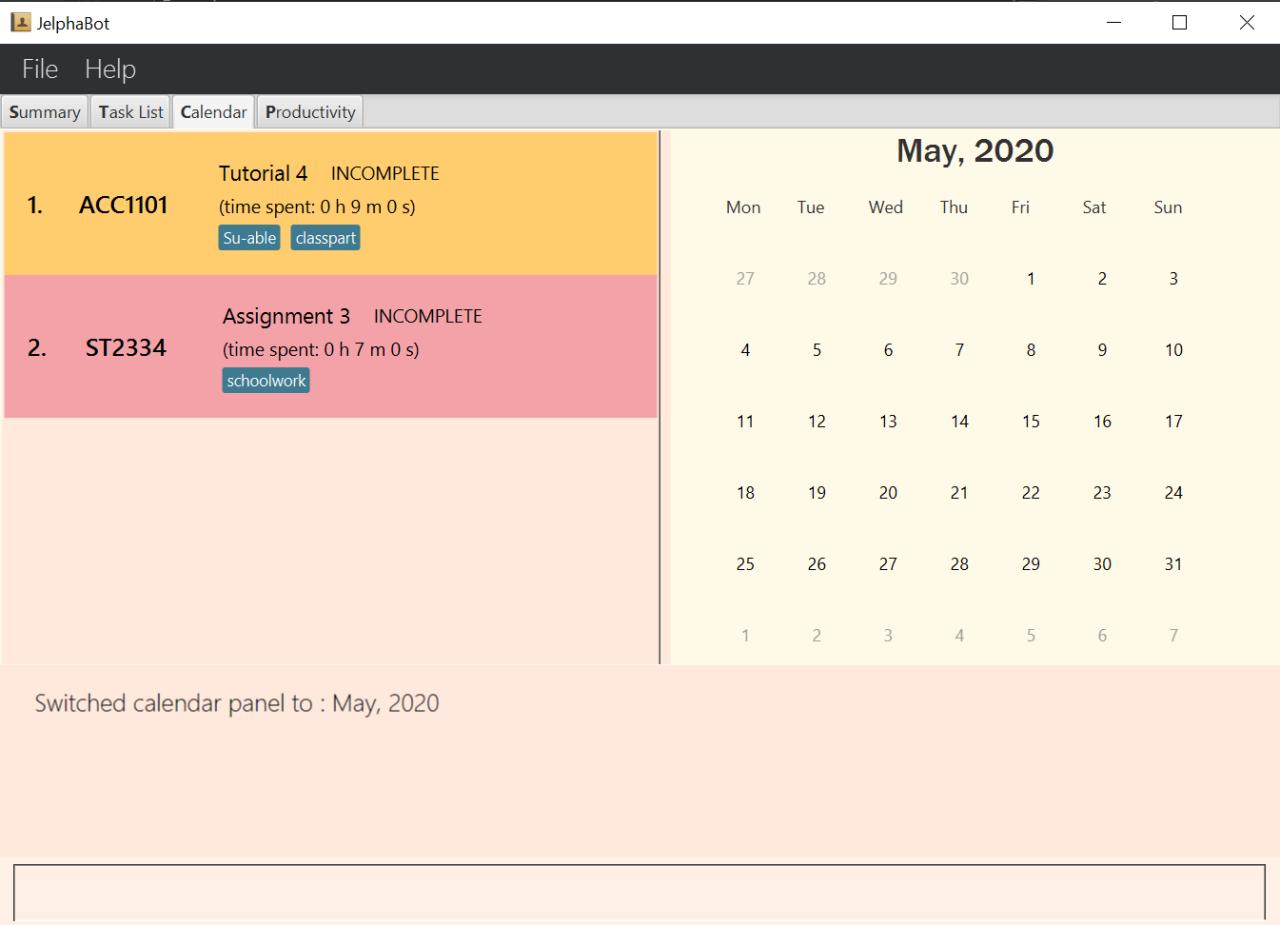 JelphaBot
File Help
Summary Task List Calendar Productivity
1. ACC1101
Tutorial 4 INCOMPLETE
(time spent: 0 h 9 m 0 s)
Su-able classpart
2. ST2334
Assignment 3 INCOMPLETE
(time spent: 0 h 7 m 0 s)
schoolwork
May, 2020
Mon Tue Wed Thu Fri Sat Sun
27 28 29 30 1 2 3
4 5 6 7 8 9 10
11 12 13 14 15 16 17
18 19 20 21 22 23 24
25 26 27 28 29 30 31
1 2 3 4 5 6 7
Switched calendar panel to : May, 2020